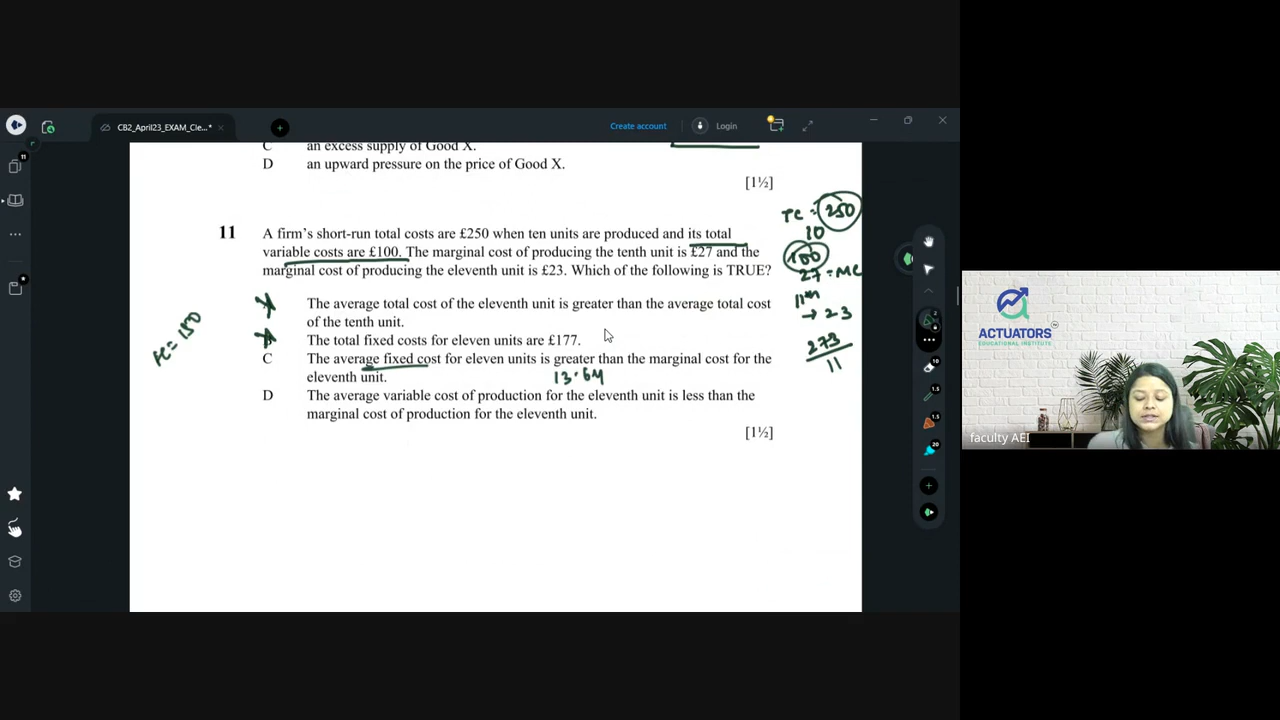 CB2_April23_EXAM_Cle...*
Create account
Login
C an excess supply of Good X.
D an upward pressure on the price of Good X.
[1½]
11 A firm's short-run total costs are £250 when ten units are produced and its total
variable costs are £100. The marginal cost of producing the tenth unit is £27 and the
marginal cost of producing the eleventh unit is £23. Which of the following is TRUE?
The average total cost of the eleventh unit is greater than the average total cost
of the tenth unit.
The total fixed costs for eleven units are £177.
C The average fixed cost for eleven units is greater than the marginal cost for the
eleventh unit.
13.64
D The average variable cost of production for the eleventh unit is less than the
marginal cost of production for the eleventh unit.
[1½]
FC = 150
TC = 250
10
100
27 = MC
11th
→ 23
273
11
11
2
10
1.5
1.5
20
ACTUATORS
EDUCATIONAL INSTITUTE
faculty AEI